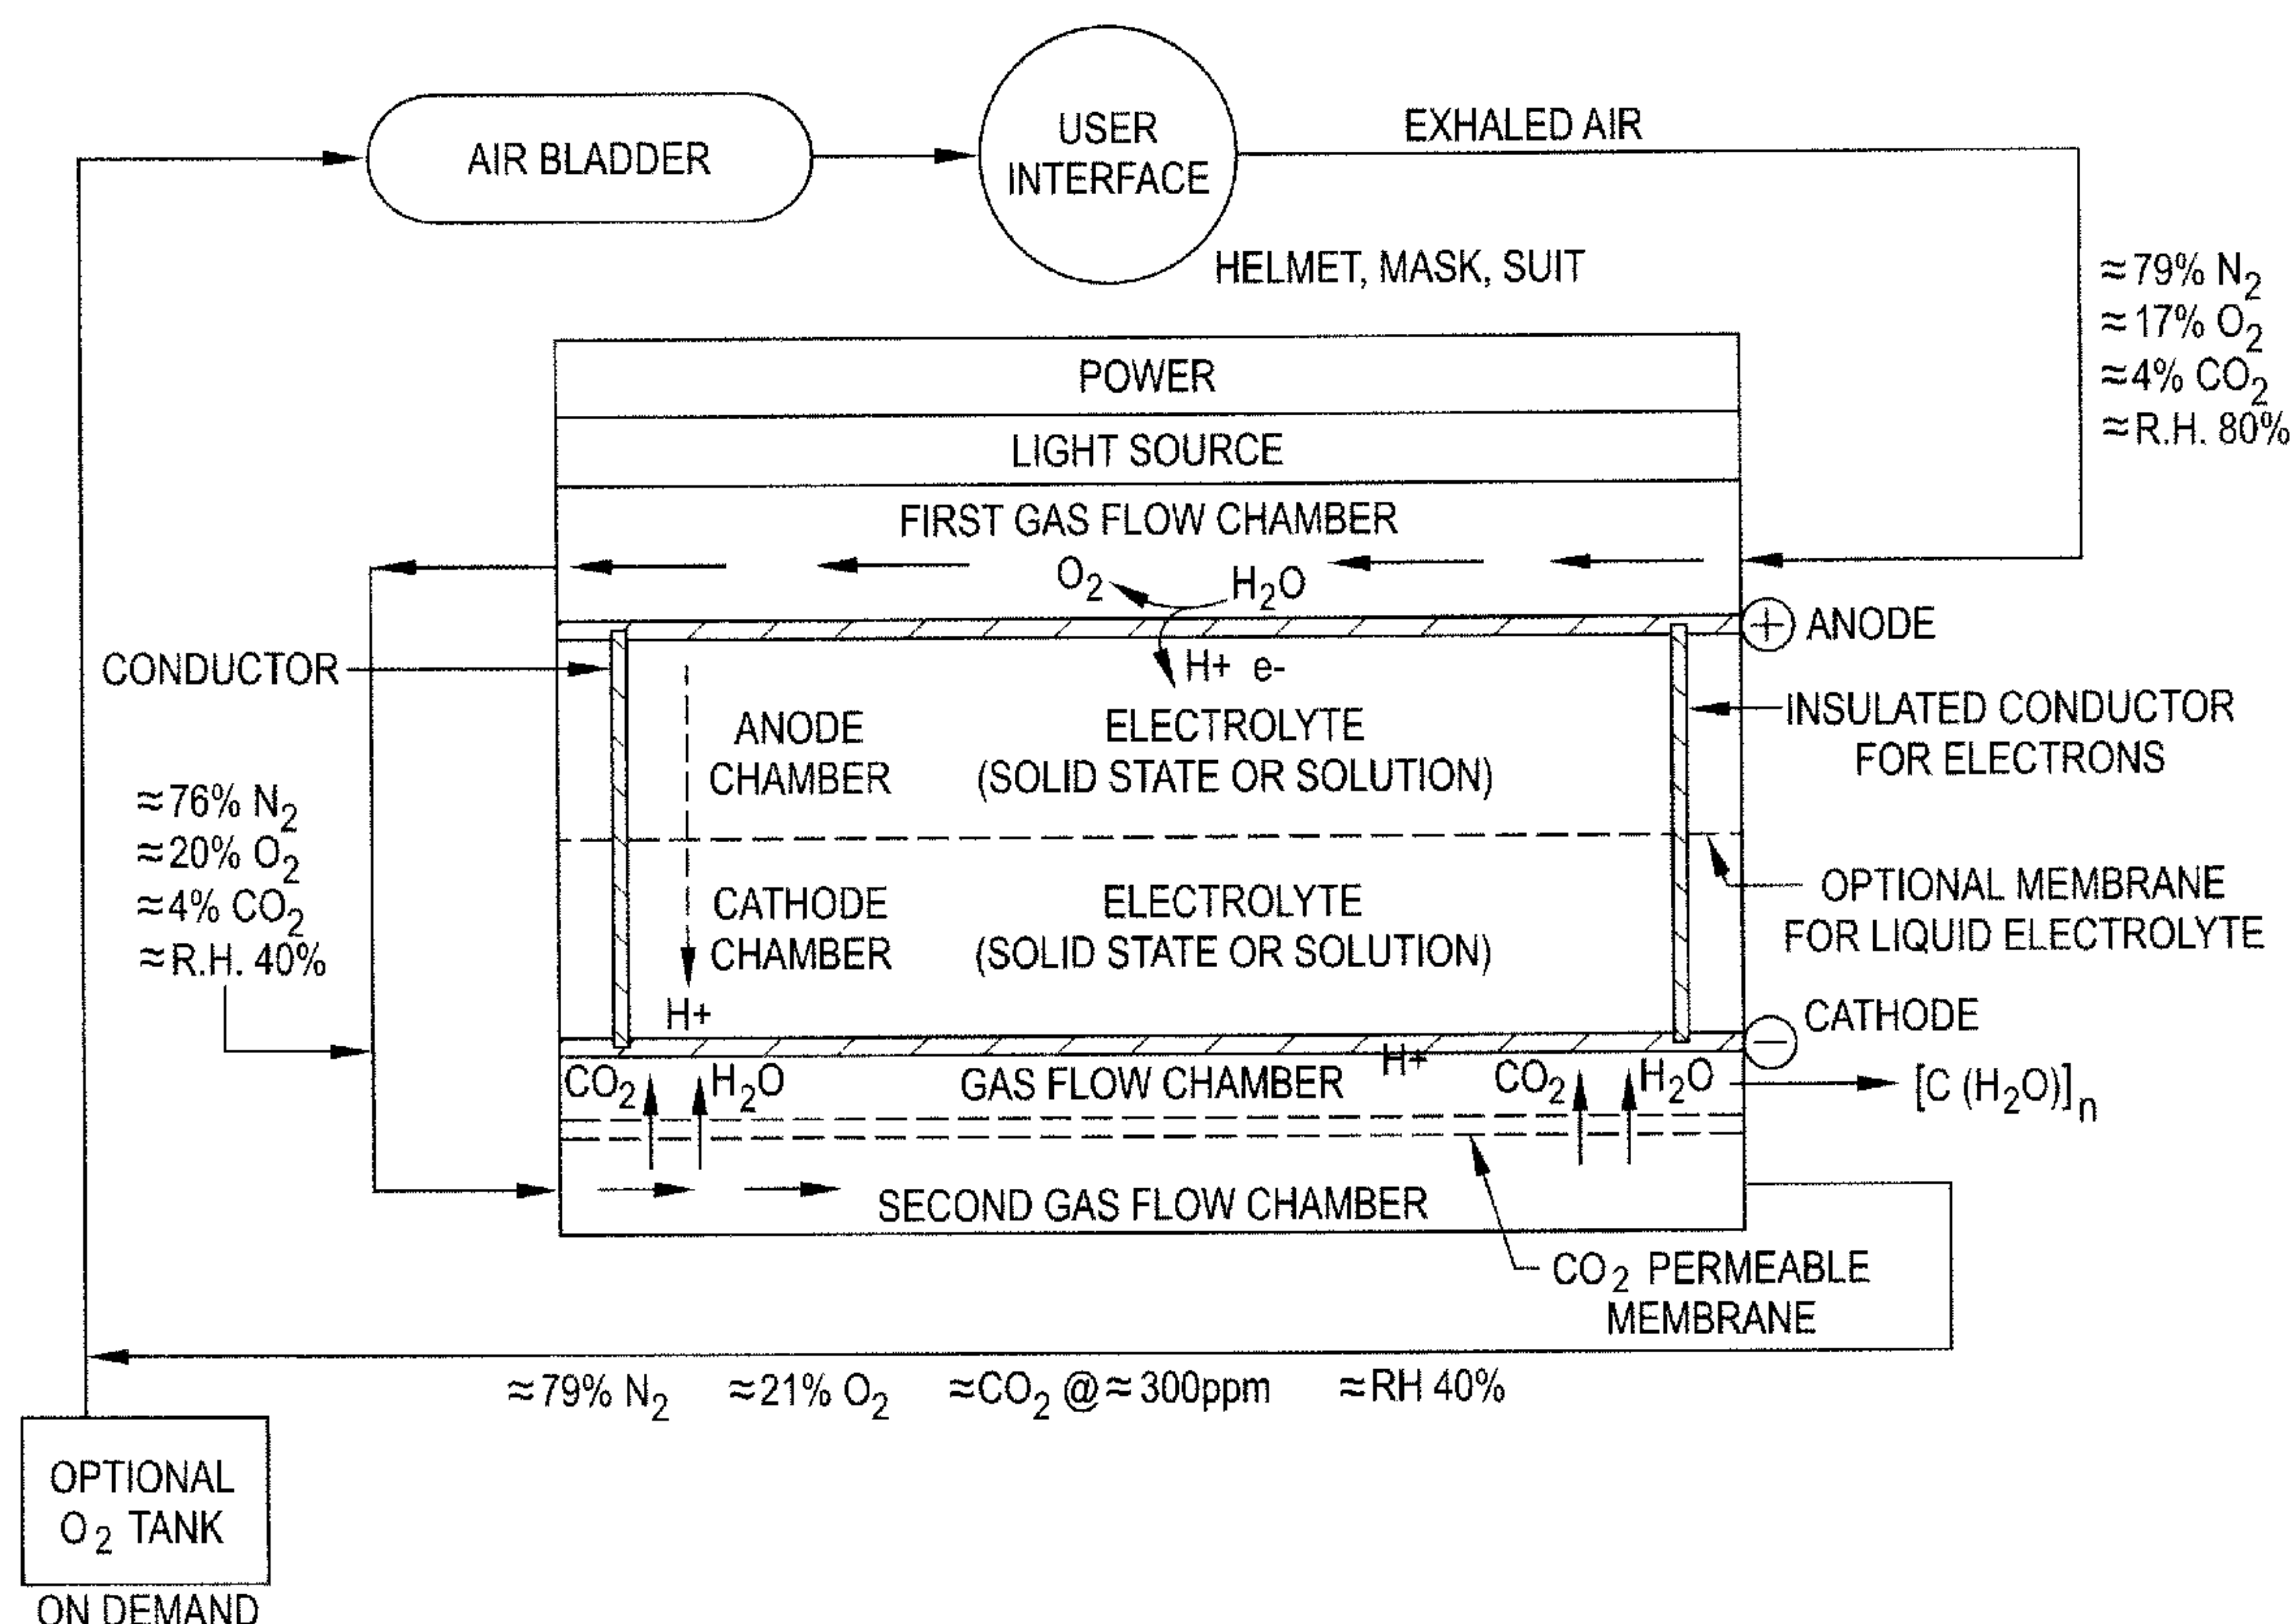 AIR BLADDER
USER
INTERFACE
EXHALED AIR
HELMET, MASK, SUIT
≈79% N₂
≈17% O₂
≈4% CO₂
≈R.H. 80%
POWER
LIGHT SOURCE
FIRST GAS FLOW CHAMBER
O₂ H₂O
+ ANODE
CONDUCTOR
H+ e-
INSULATED CONDUCTOR
FOR ELECTRONS
ANODE
CHAMBER
ELECTROLYTE
(SOLID STATE OR SOLUTION)
≈76% N₂
≈20% O₂
≈4% CO₂
≈R.H. 40%
OPTIONAL MEMBRANE
FOR LIQUID ELECTROLYTE
CATHODE
CHAMBER
ELECTROLYTE
(SOLID STATE OR SOLUTION)
H+
− CATHODE
H+
CO₂ H₂O GAS FLOW CHAMBER CO₂ H₂O
[C (H₂O)]ₙ
SECOND GAS FLOW CHAMBER
CO₂ PERMEABLE
MEMBRANE
≈79% N₂ ≈21% O₂ ≈CO₂ @≈300ppm ≈RH 40%
OPTIONAL
O₂ TANK
ON DEMAND